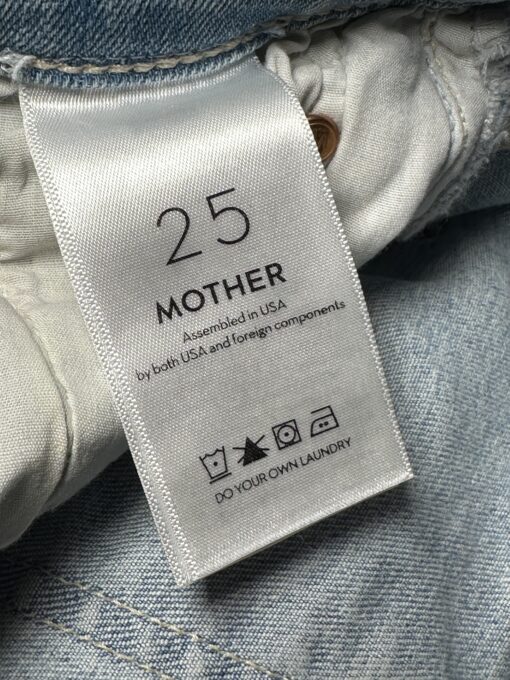 25
MOTHER
Assembled in USA
by both USA and foreign components
DO YOUR OWN LAUNDRY